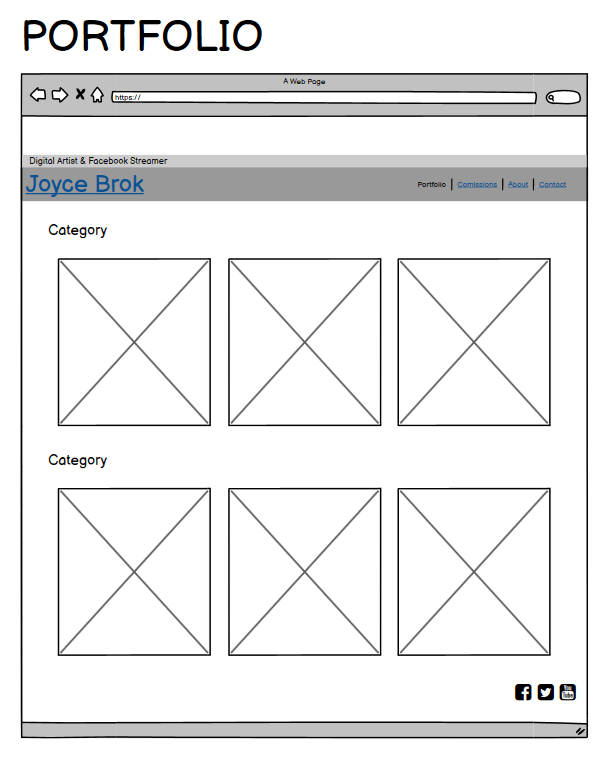 PORTFOLIO
A Web Page
https://
Digital Artist & Facebook Streamer
Joyce Brok
Portfolio | Comissions | About | Contact
Category
Category
You Tube